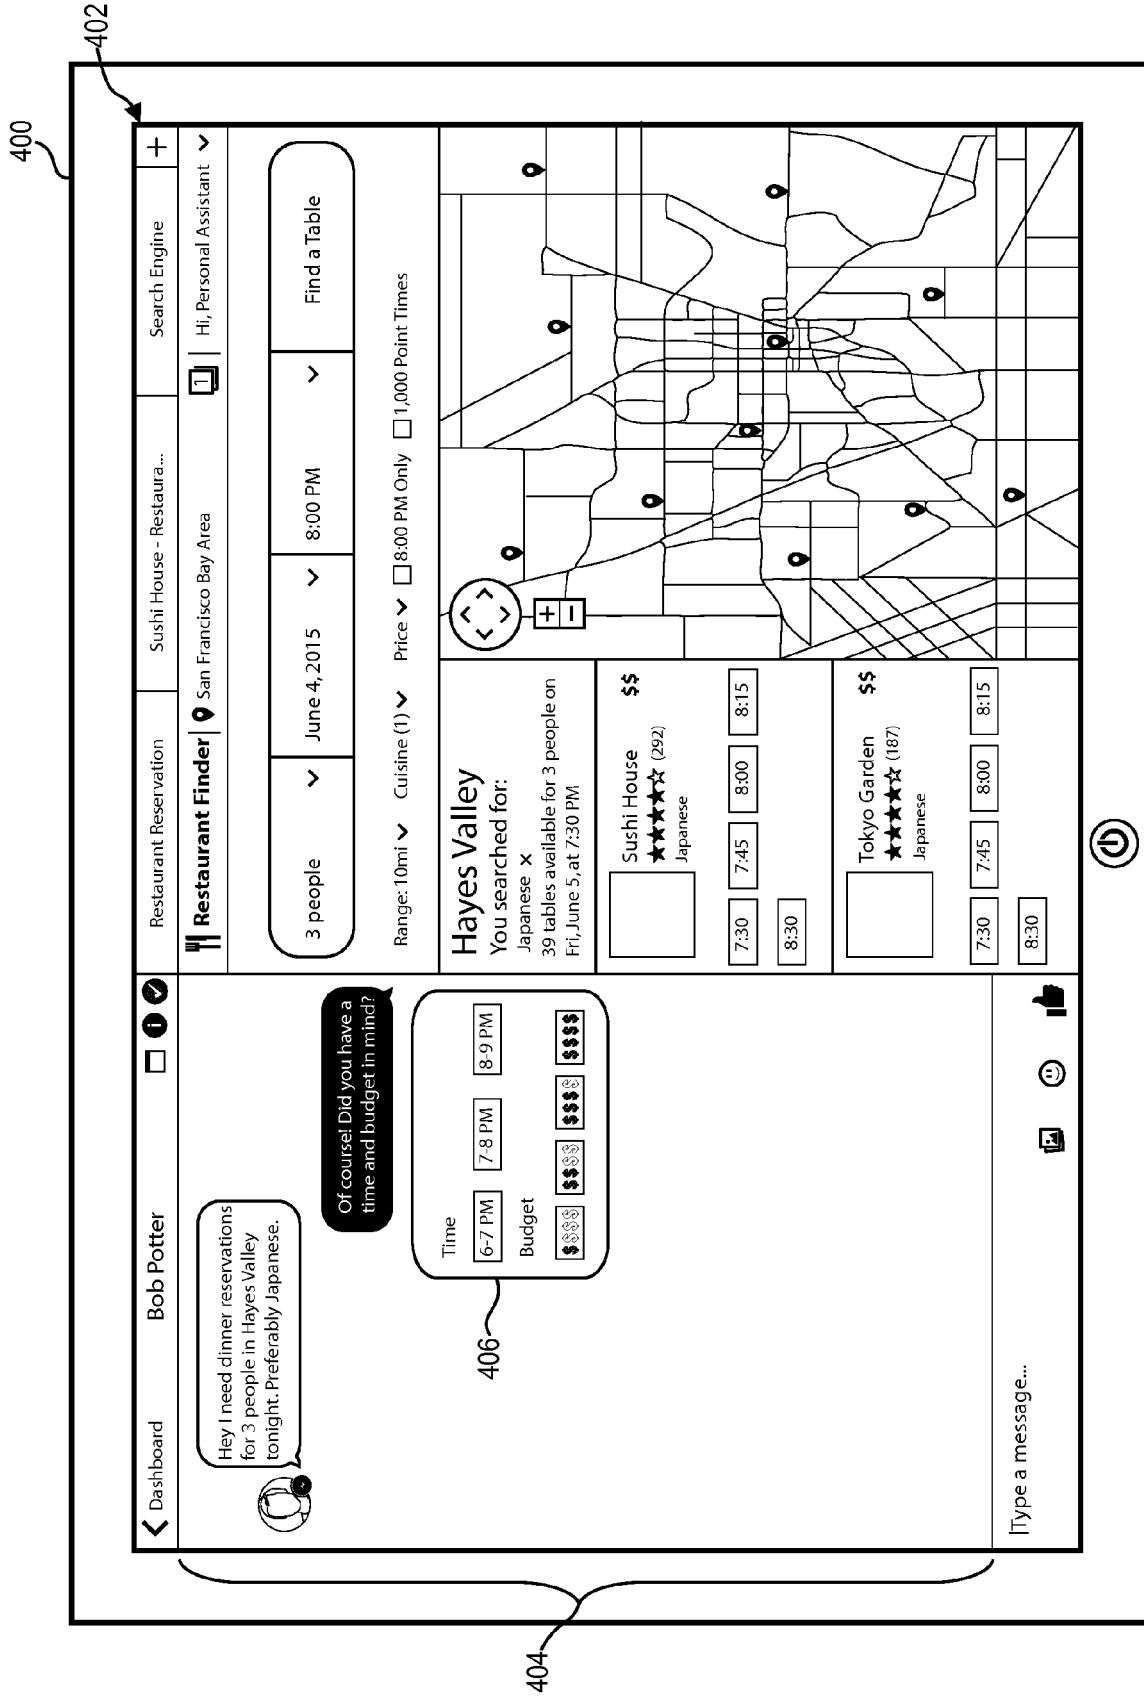 400
402
Dashboard
Bob Potter
Hey I need dinner reservations
for 3 people in Hayes Valley
tonight. Preferably Japanese.
Of course! Did you have a
time and budget in mind?
Time
6-7 PM 7-8 PM 8-9 PM
Budget
$$$$ $$$$ $$$$ $$$$
406
404
Type a message...
Restaurant Reservation Sushi House - Restaura... Search Engine +
Restaurant Finder San Francisco Bay Area 1 Hi, Personal Assistant
3 people June 4, 2015 8:00 PM Find a Table
Range: 10mi Cuisine (1) Price 8:00 PM Only 1,000 Point Times
Hayes Valley
You searched for:
Japanese ×
39 tables available for 3 people on
Fri, June 5, at 7:30 PM
Sushi House $$
★★★★☆ (292)
Japanese
7:30 7:45 8:00 8:15
8:30
Tokyo Garden $$
★★★★☆ (187)
Japanese
7:30 7:45 8:00 8:15
8:30
+
−